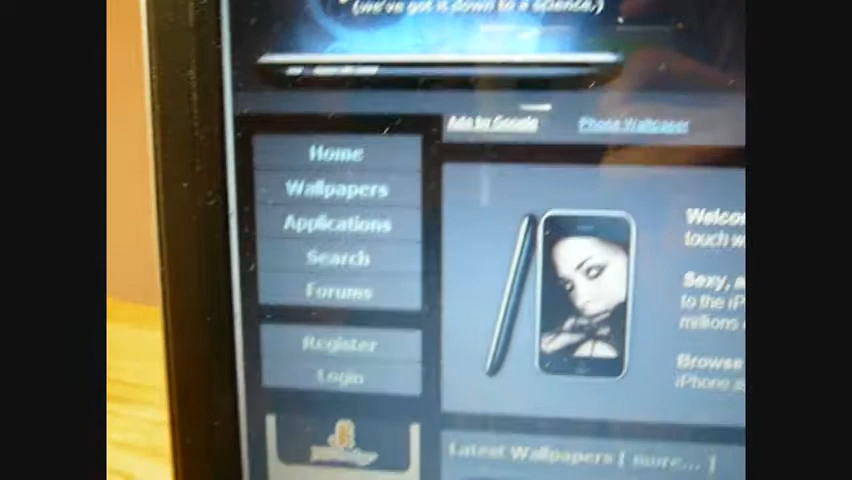 (we've got it down to a science.)
Ads by Google
iPhone Wallpaper
Home
Wallpapers
Applications
Search
Forums
Register
Login
Welco
touch w
Sexy, a
to the iP
millions
Browse
iPhone a
Latest Wallpapers [ more... ]